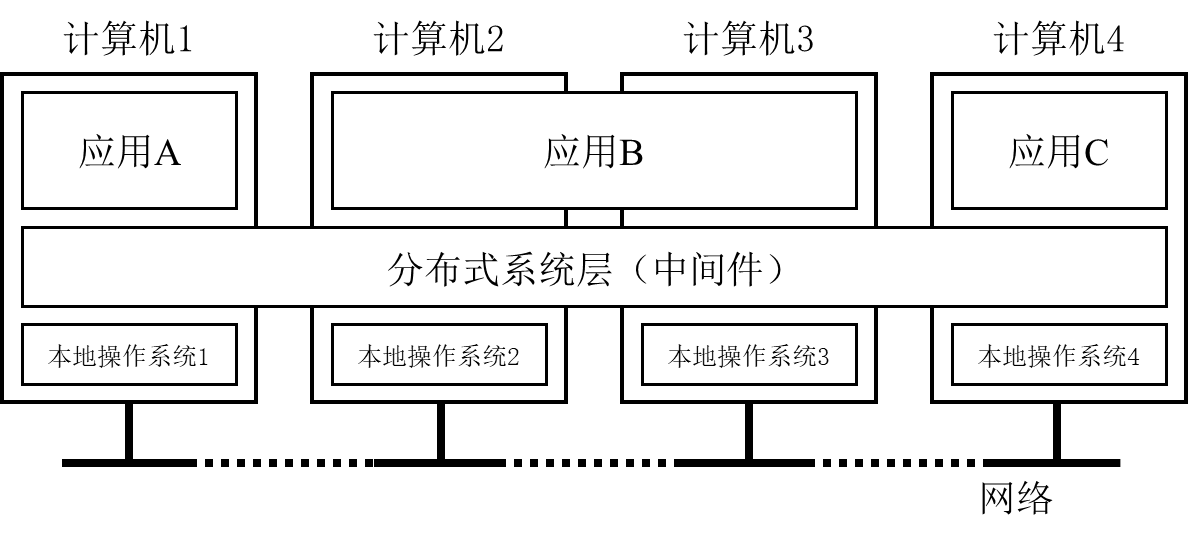 计算机1 计算机2 计算机3 计算机4
应用A 应用B 应用C
分布式系统层（中间件）
本地操作系统1 本地操作系统2 本地操作系统3 本地操作系统4
网络